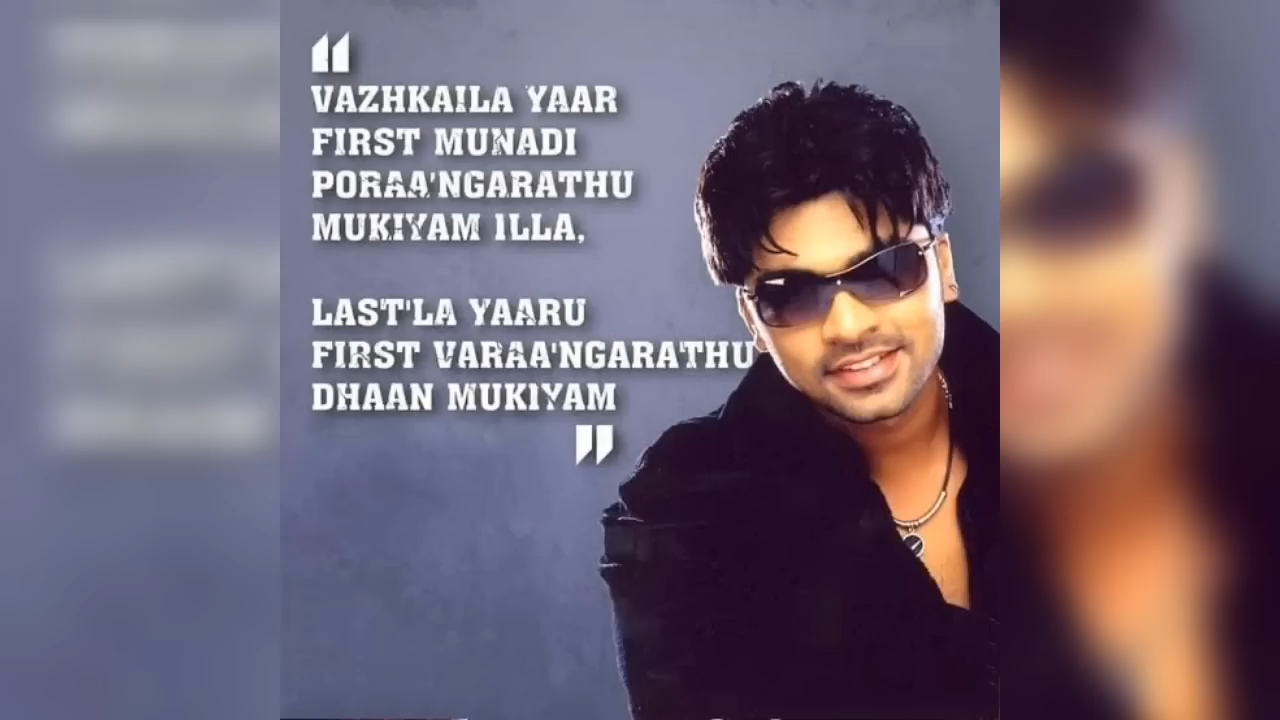 "
VAZHKAILA YAAR
FIRST MUNADI
PORAA'NGARATHU
MUKIYAM ILLA,
LAST'LA YAARU
FIRST VARAA'NGARATHU
DHAAN MUKIYAM
"